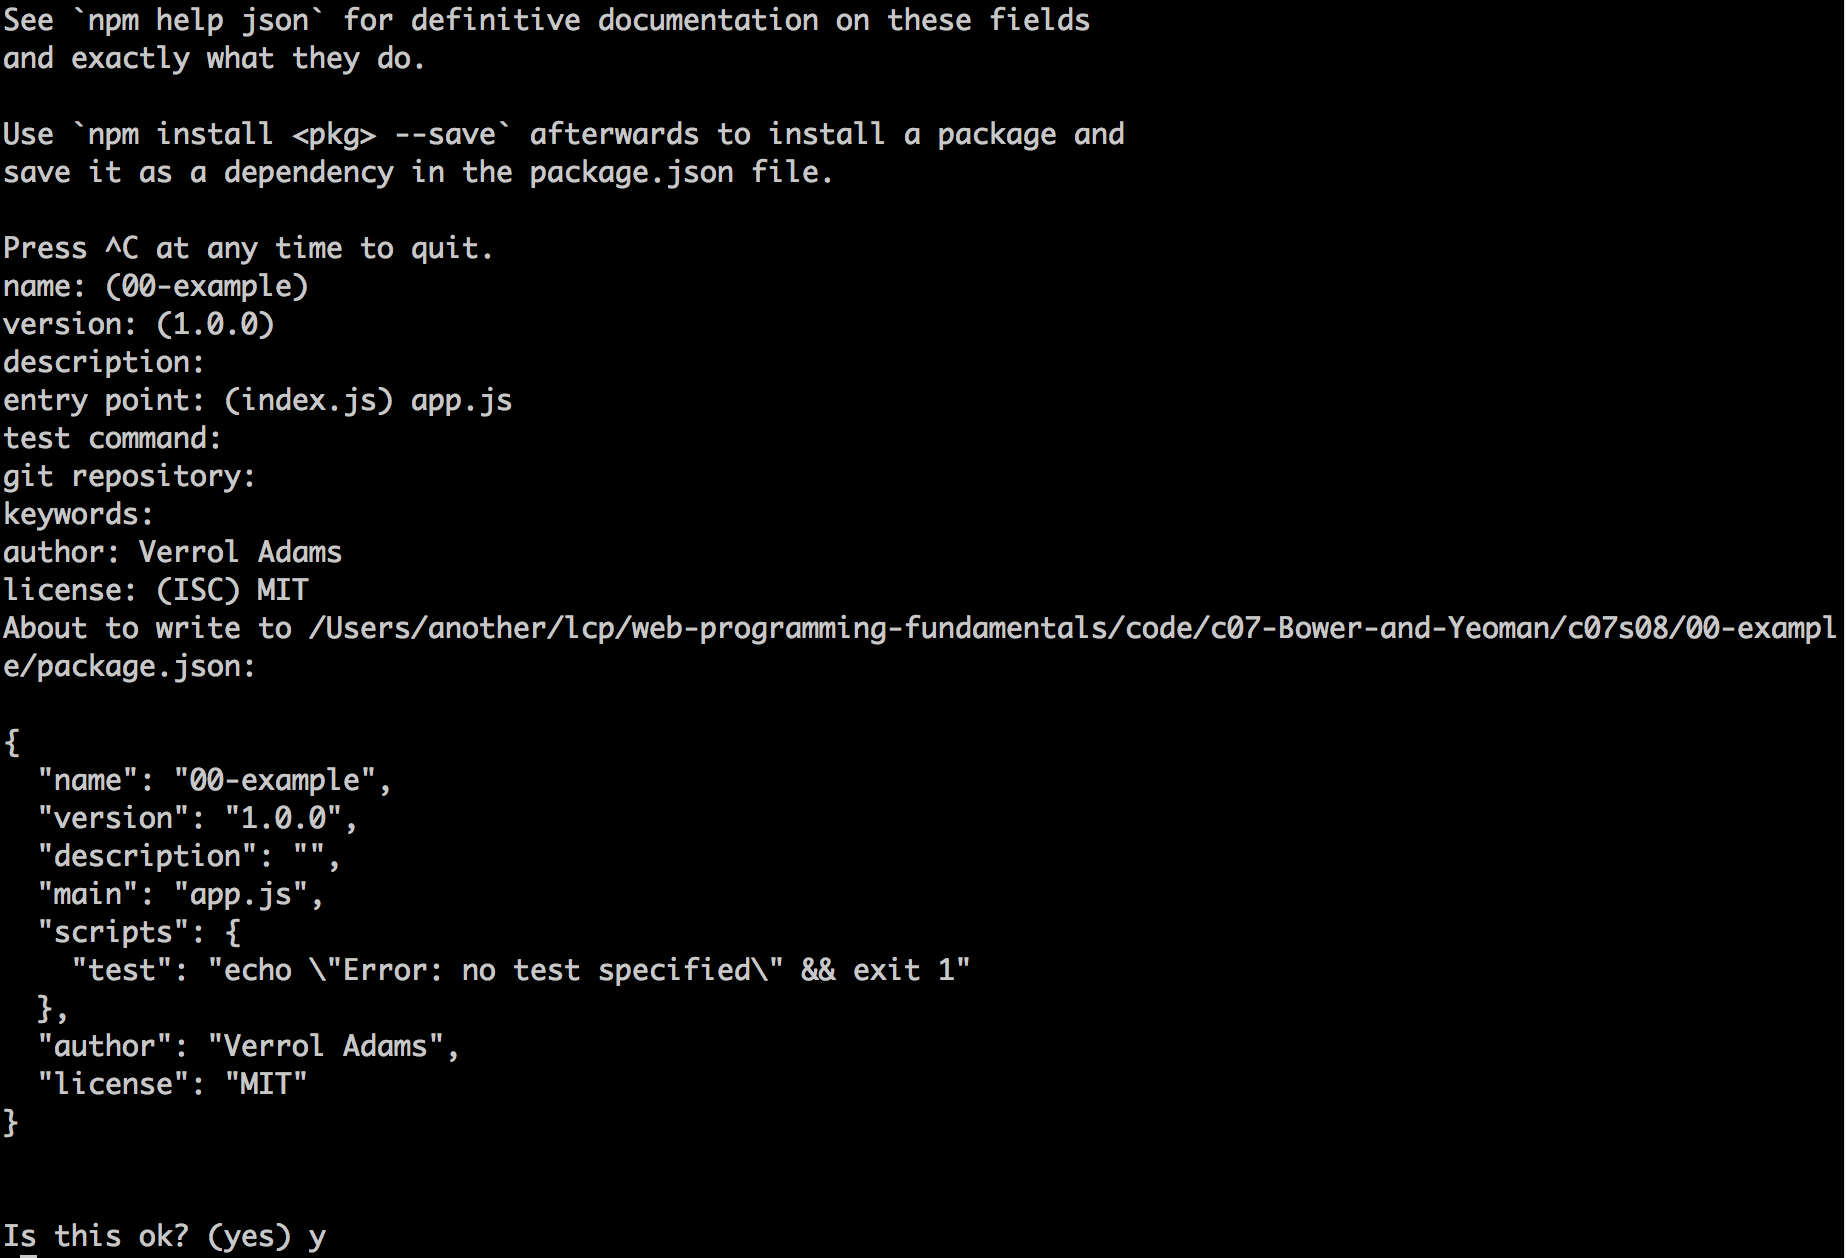 See `npm help json` for definitive documentation on these fields
and exactly what they do.

Use `npm install <pkg> --save` afterwards to install a package and
save it as a dependency in the package.json file.

Press ^C at any time to quit.
name: (00-example)
version: (1.0.0)
description:
entry point: (index.js) app.js
test command:
git repository:
keywords:
author: Verrol Adams
license: (ISC) MIT
About to write to /Users/another/lcp/web-programming-fundamentals/code/c07-Bower-and-Yeoman/c07s08/00-exampl
e/package.json:

{
  "name": "00-example",
  "version": "1.0.0",
  "description": "",
  "main": "app.js",
  "scripts": {
    "test": "echo \"Error: no test specified\" && exit 1"
  },
  "author": "Verrol Adams",
  "license": "MIT"
}


Is this ok? (yes) y